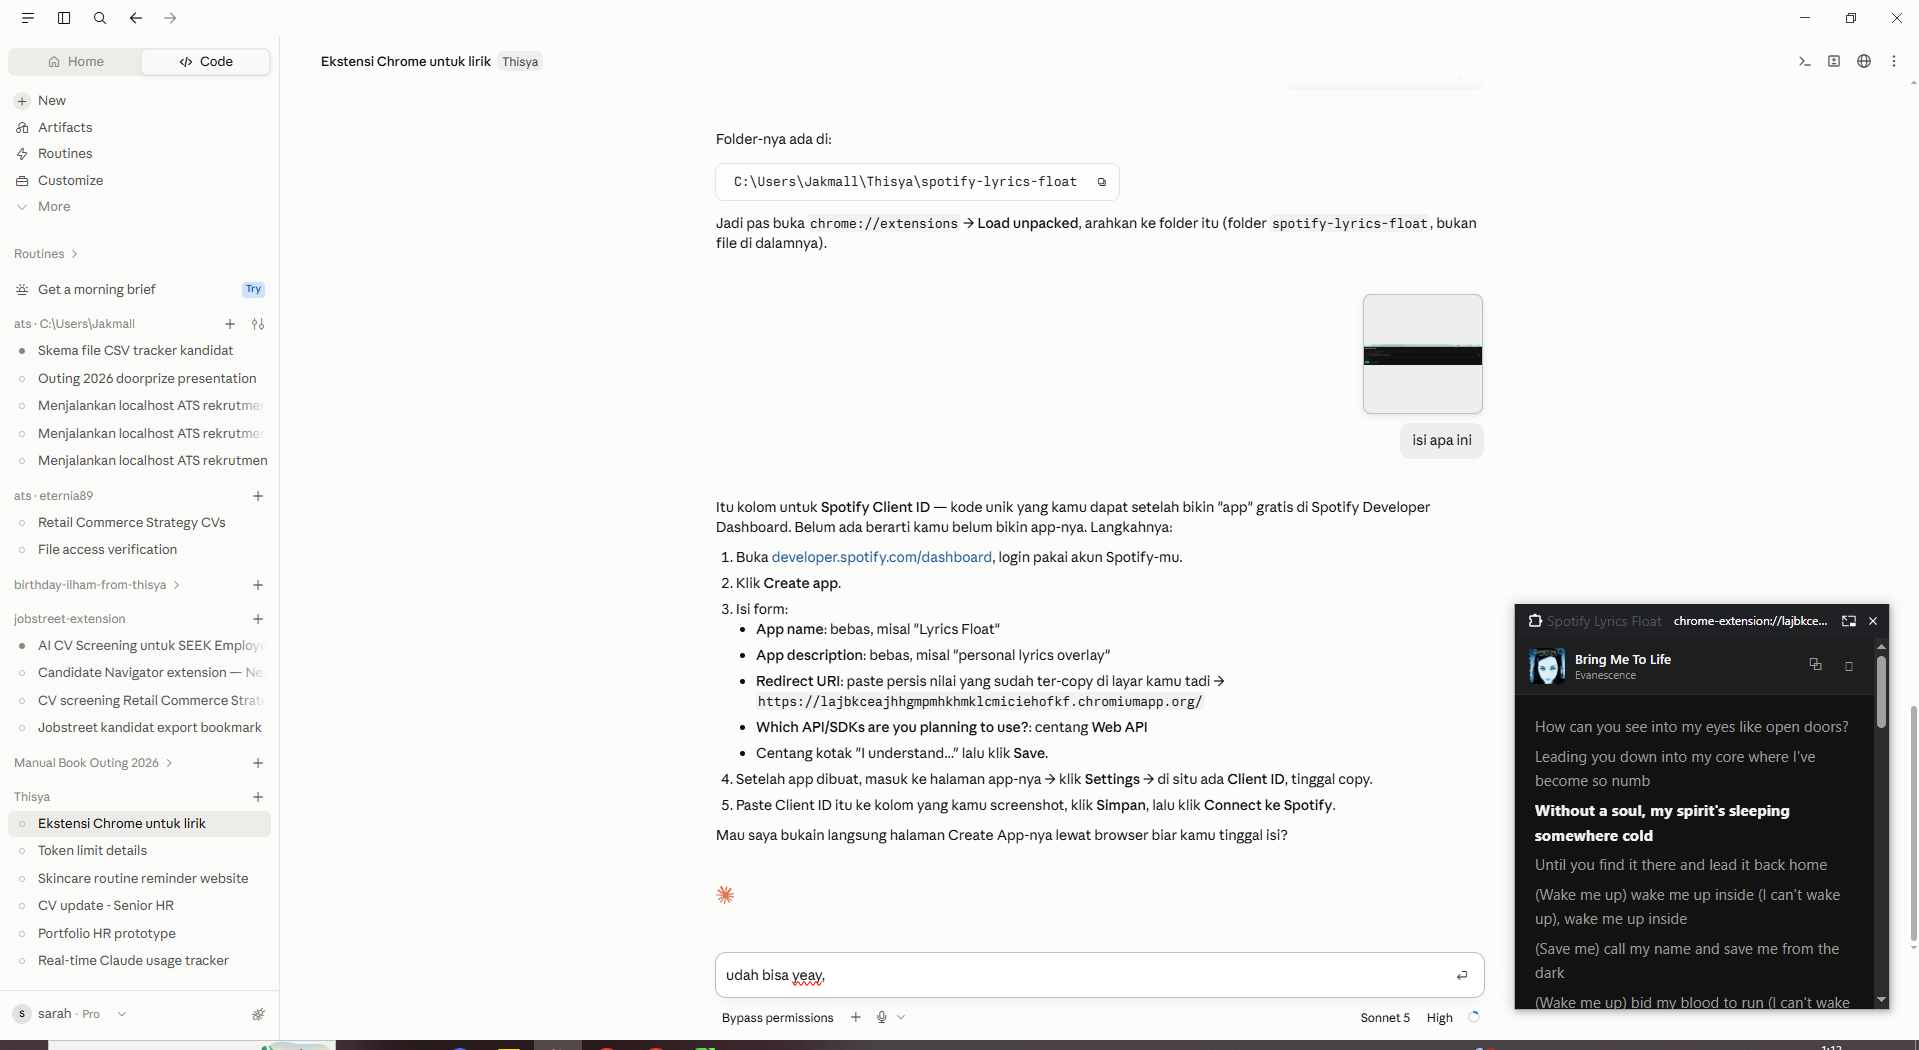 Home
Code
New
Artifacts
Routines
Customize
More
Routines
Get a morning brief
Try
ats · C:\Users\Jakmall
Skema file CSV tracker kandidat
Outing 2026 doorprize presentation
Menjalankan localhost ATS rekrutmen
Menjalankan localhost ATS rekrutmen
Menjalankan localhost ATS rekrutmen
ats · eternia89
Retail Commerce Strategy CVs
File access verification
birthday-ilham-from-thisya
jobstreet-extension
AI CV Screening untuk SEEK Employe
Candidate Navigator extension — Ne
CV screening Retail Commerce Strate
Jobstreet kandidat export bookmark
Manual Book Outing 2026
Thisya
Ekstensi Chrome untuk lirik
Token limit details
Skincare routine reminder website
CV update - Senior HR
Portfolio HR prototype
Real-time Claude usage tracker
S sarah · Pro
Ekstensi Chrome untuk lirik Thisya
Folder-nya ada di:
C:\Users\Jakmall\Thisya\spotify-lyrics-float
Jadi pas buka chrome://extensions → Load unpacked, arahkan ke folder itu (folder spotify-lyrics-float, bukan
file di dalamnya).
isi apa ini
Itu kolom untuk Spotify Client ID — kode unik yang kamu dapat setelah bikin "app" gratis di Spotify Developer
Dashboard. Belum ada berarti kamu belum bikin app-nya. Langkahnya:
1. Buka developer.spotify.com/dashboard, login pakai akun Spotify-mu.
2. Klik Create app.
3. Isi form:
• App name: bebas, misal "Lyrics Float"
• App description: bebas, misal "personal lyrics overlay"
• Redirect URI: paste persis nilai yang sudah ter-copy di layar kamu tadi →
https://lajbkceajhhgmpmhkhmklcmiciehofkf.chromiumapp.org/
• Which API/SDKs are you planning to use?: centang Web API
• Centang kotak "I understand..." lalu klik Save.
4. Setelah app dibuat, masuk ke halaman app-nya → klik Settings → di situ ada Client ID, tinggal copy.
5. Paste Client ID itu ke kolom yang kamu screenshot, klik Simpan, lalu klik Connect ke Spotify.
Mau saya bukain langsung halaman Create App-nya lewat browser biar kamu tinggal isi?
udah bisa yeay,
Bypass permissions
Sonnet 5 High
Spotify Lyrics Float chrome-extension://lajbkce...
Bring Me To Life
Evanescence
How can you see into my eyes like open doors?
Leading you down into my core where I've
become so numb
Without a soul, my spirit's sleeping
somewhere cold
Until you find it there and lead it back home
(Wake me up) wake me up inside (I can't wake
up), wake me up inside
(Save me) call my name and save me from the
dark
(Wake me up) bid my blood to run (I can't wake